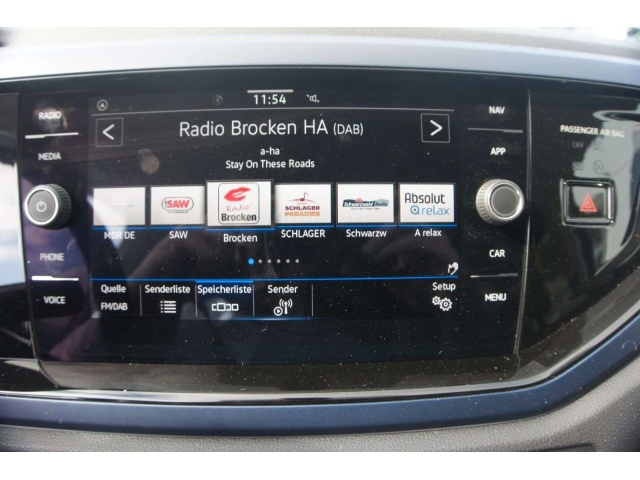 RADIO
MEDIA
PHONE
VOICE
11:54
Radio Brocken HA (DAB)
a-ha
Stay On These Roads
SAW
Radio
Brocken
SCHLAGER
PARADIES
Schwarzwald
Absolut
relax
MDR DE
SAW
Brocken
SCHLAGER
Schwarzw
A relax
Quelle
Senderliste
Speicherliste
Sender
Setup
FM/DAB
NAV
APP
CAR
MENU
PASSENGER AIR BAG
OFF